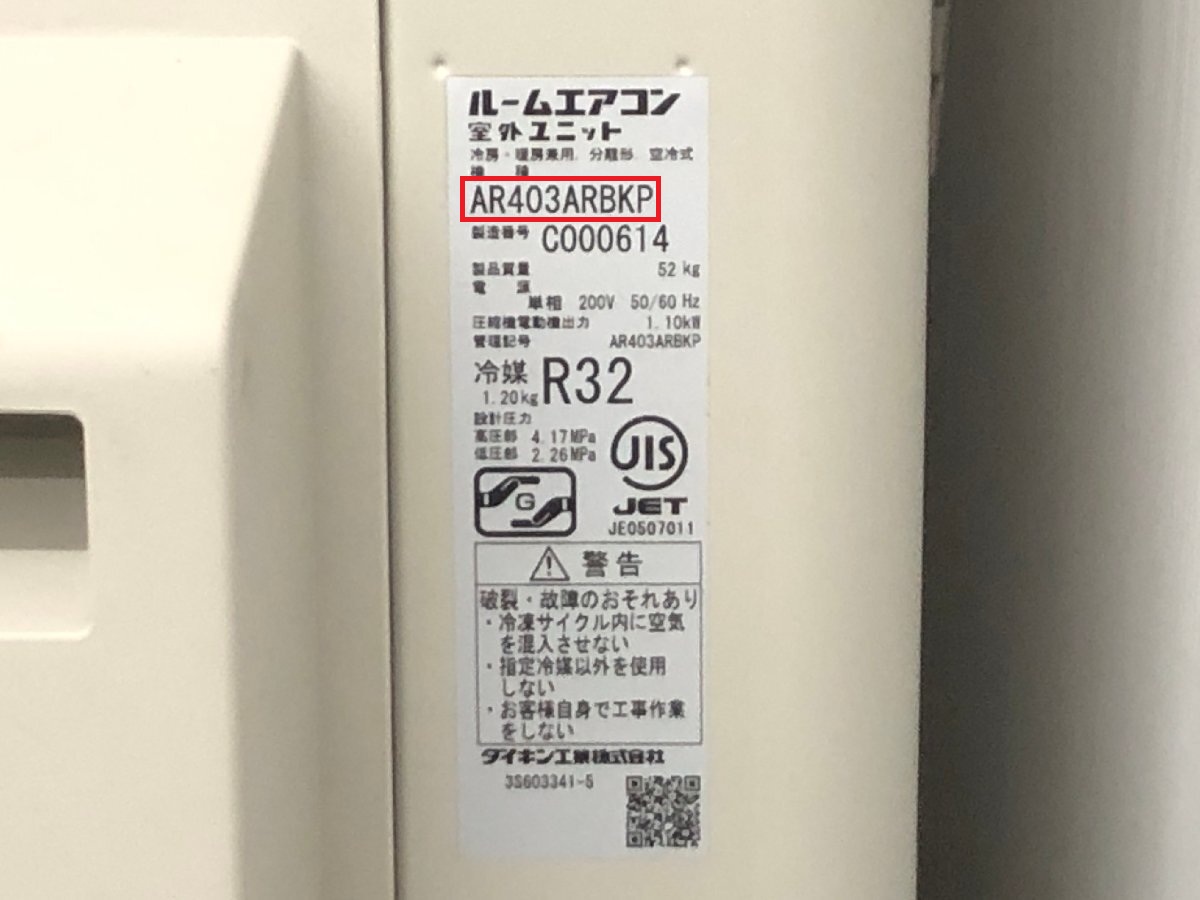 ルームエアコン
室外ユニット
冷房・暖房兼用、分離形、空冷式
機種
AR403ARBKP
製造番号 C000614
製品質量 52 kg
電源
単相 200V 50/60 Hz
圧縮機電動機出力 1.10kW
管理記号 AR403ARBKP
冷媒 R32
1.20kg
設計圧力
高圧部 4.17MPa
低圧部 2.26MPa
JIS
G
JET
JE0507011
警告
破裂・故障のおそれあり
・冷凍サイクル内に空気
を混入させない
・指定冷媒以外を使用
しない
・お客様自身で工事作業
をしない
ダイキン工業株式会社
3S603341-5